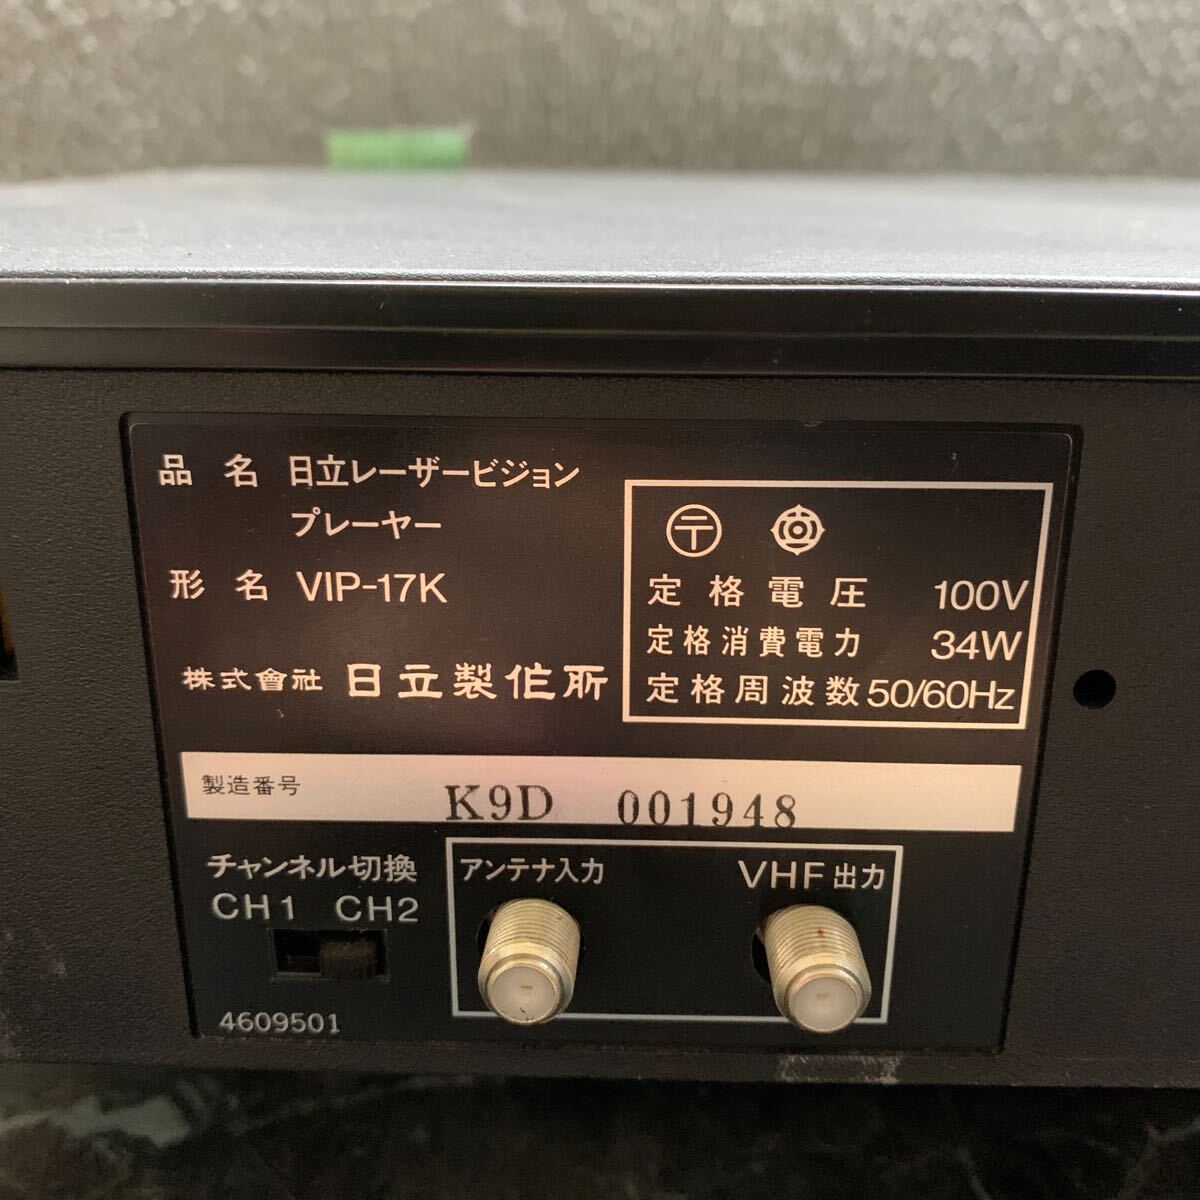 品名 日立レーザービジョン
プレーヤー
形名 VIP-17K
株式會社 日立製作所
〒
定格電圧 100V
定格消費電力 34W
定格周波数 50/60Hz
製造番号 K9D 001948
チャンネル切換
CH1 CH2
アンテナ入力 VHF出力
4609501